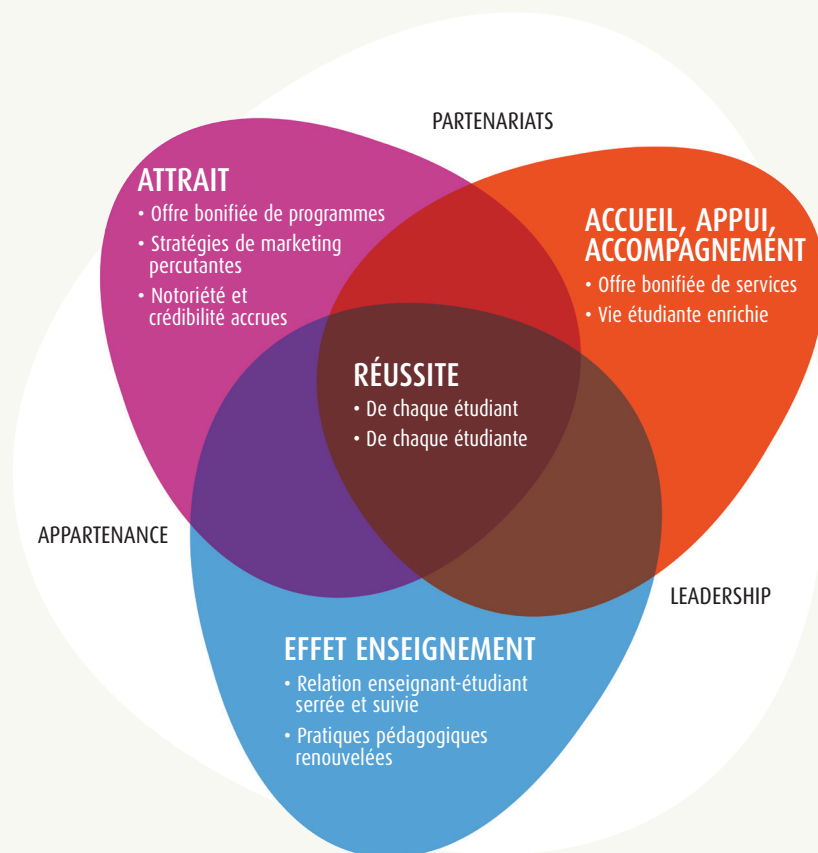 PARTENARIATS
ATTRAIT
• Offre bonifiée de programmes
• Stratégies de marketing
percutantes
• Notoriété et
crédibilité accrues
ACCUEIL, APPUI,
ACCOMPAGNEMENT
• Offre bonifiée de services
• Vie étudiante enrichie
RÉUSSITE
• De chaque étudiant
• De chaque étudiante
APPARTENANCE
LEADERSHIP
EFFET ENSEIGNEMENT
• Relation enseignant-étudiant
serrée et suivie
• Pratiques pédagogiques
renouvelées